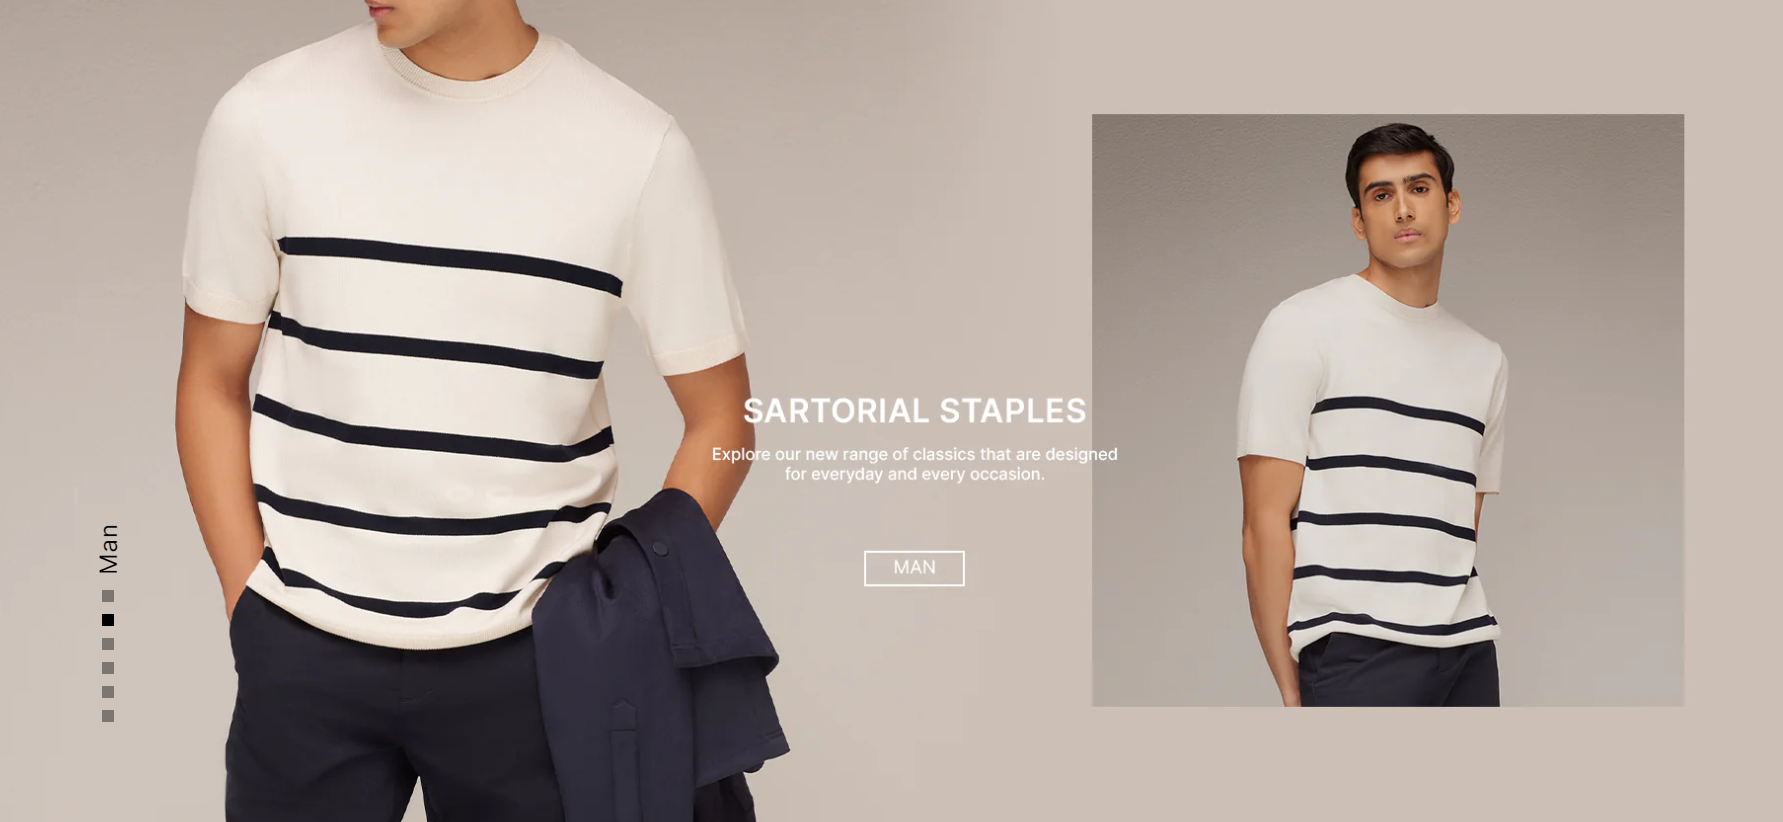 SARTORIAL STAPLES
Explore our new range of classics that are designed
for everyday and every occasion.
MAN
Man